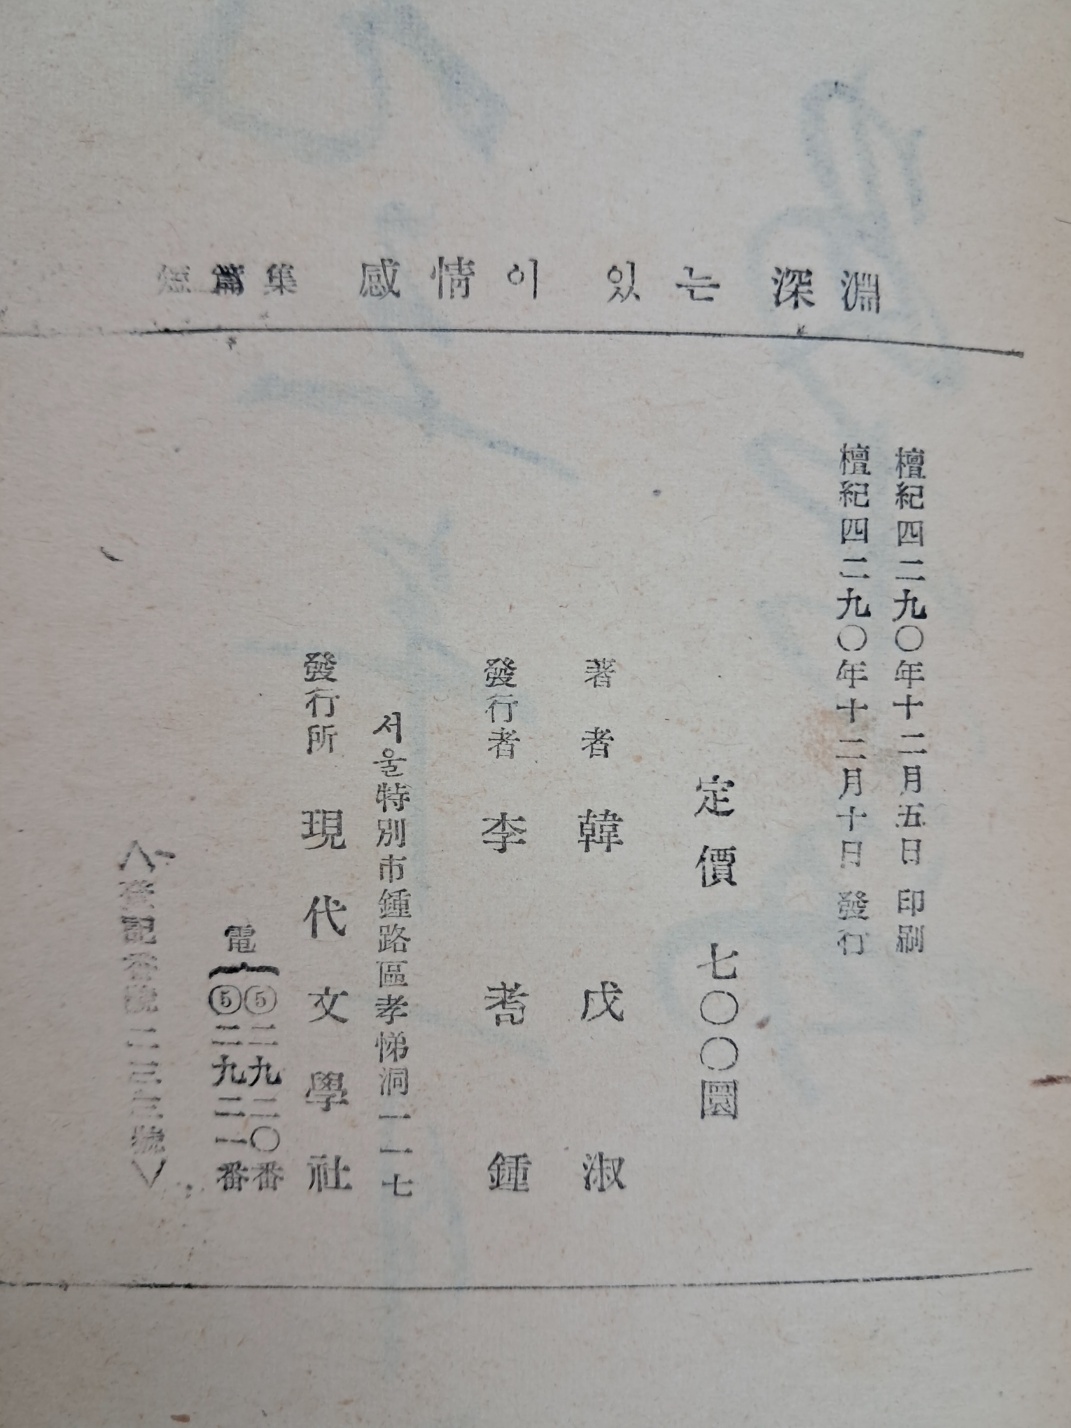 短篇集 感情이 있는 深淵
檀紀四二九〇年十二月五日 印刷
檀紀四二九〇年十二月十日 發行
定價 七〇〇圜
著者 韓戊淑
發行者 李耆鍾
서울特別市鍾路區孝悌洞一一七
發行所 現代文學社
電 ⑤二九二〇番
⑤二九二一番